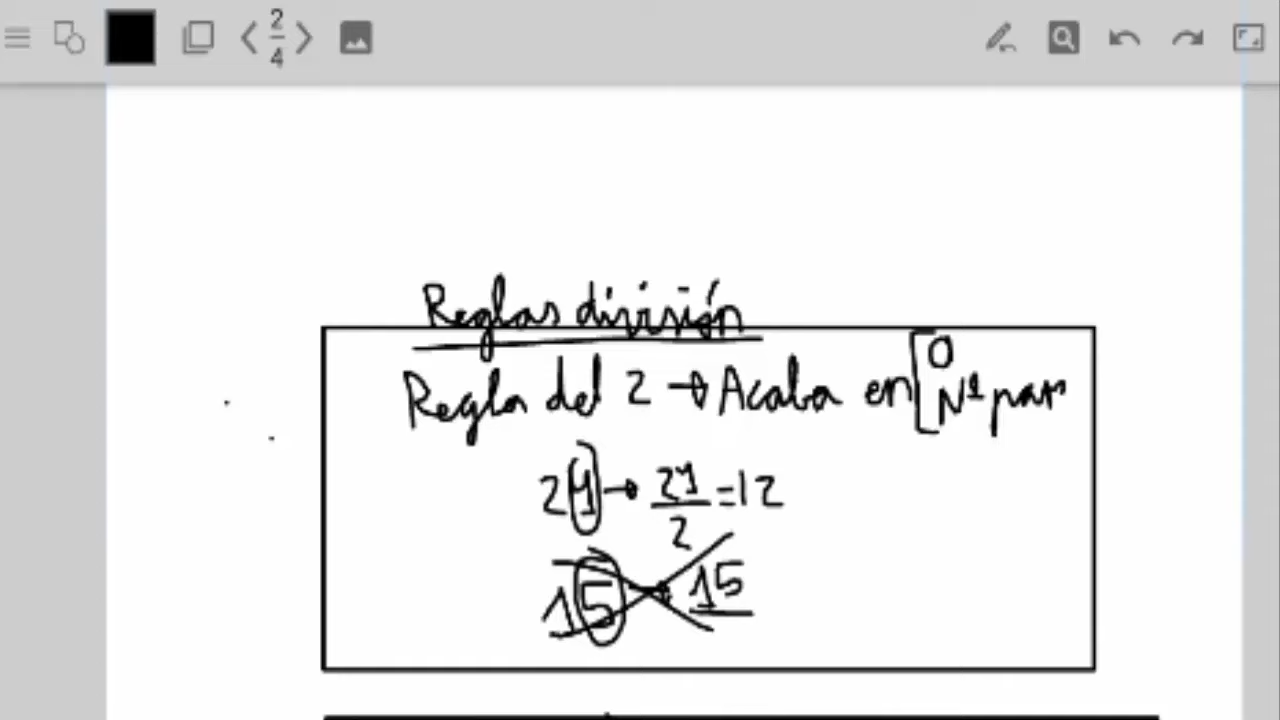 2
4
Reglas división
Regla del 2 → Acaba en [ 0
Nº par
24 → 24/2 = 12
15 → 15